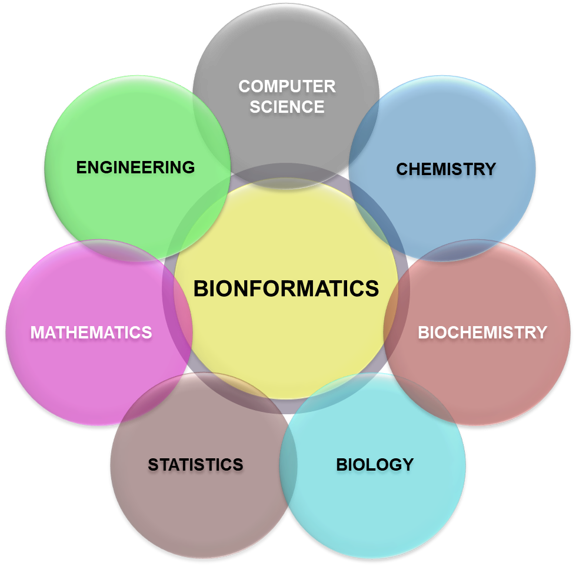 COMPUTER
SCIENCE
ENGINEERING
CHEMISTRY
BIONFORMATICS
MATHEMATICS
BIOCHEMISTRY
STATISTICS
BIOLOGY